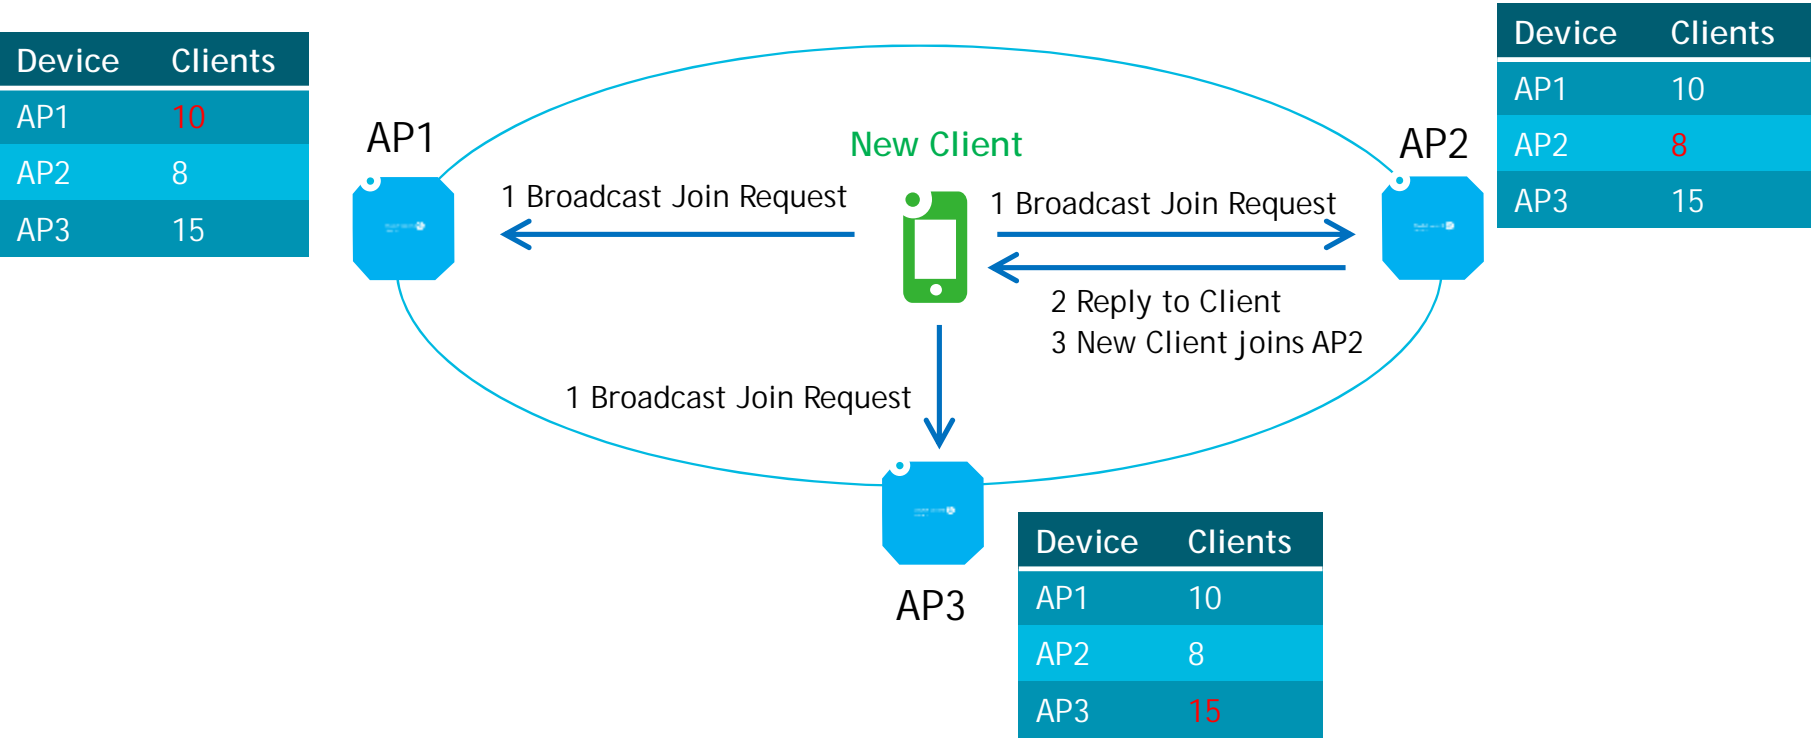 Device Clients
AP1 10
AP2 8
AP3 15
AP1
New Client
AP2
Device Clients
AP1 10
AP2 8
AP3 15
1 Broadcast Join Request
1 Broadcast Join Request
2 Reply to Client
3 New Client joins AP2
1 Broadcast Join Request
AP3
Device Clients
AP1 10
AP2 8
AP3 15